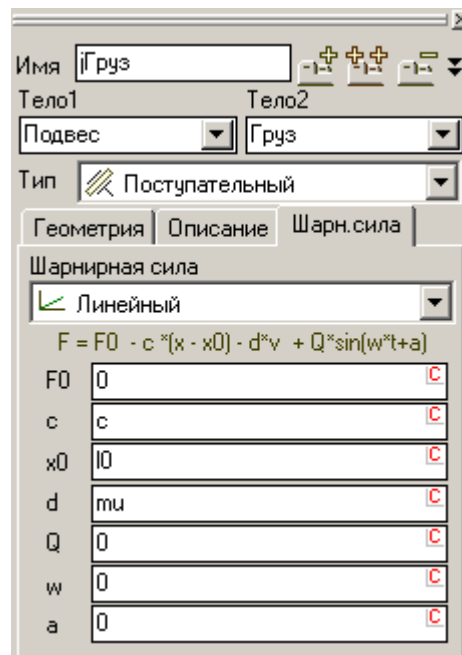 Имя jГруз
Тело1 Тело2
Подвес Груз
Тип Поступательный
Геометрия Описание Шарн.сила
Шарнирная сила
Линейный
F = F0 - c *(x - x0) - d*v + Q*sin(w*t+a)
F0 0 C
c c C
x0 l0 C
d mu C
Q 0 C
w 0 C
a 0 C